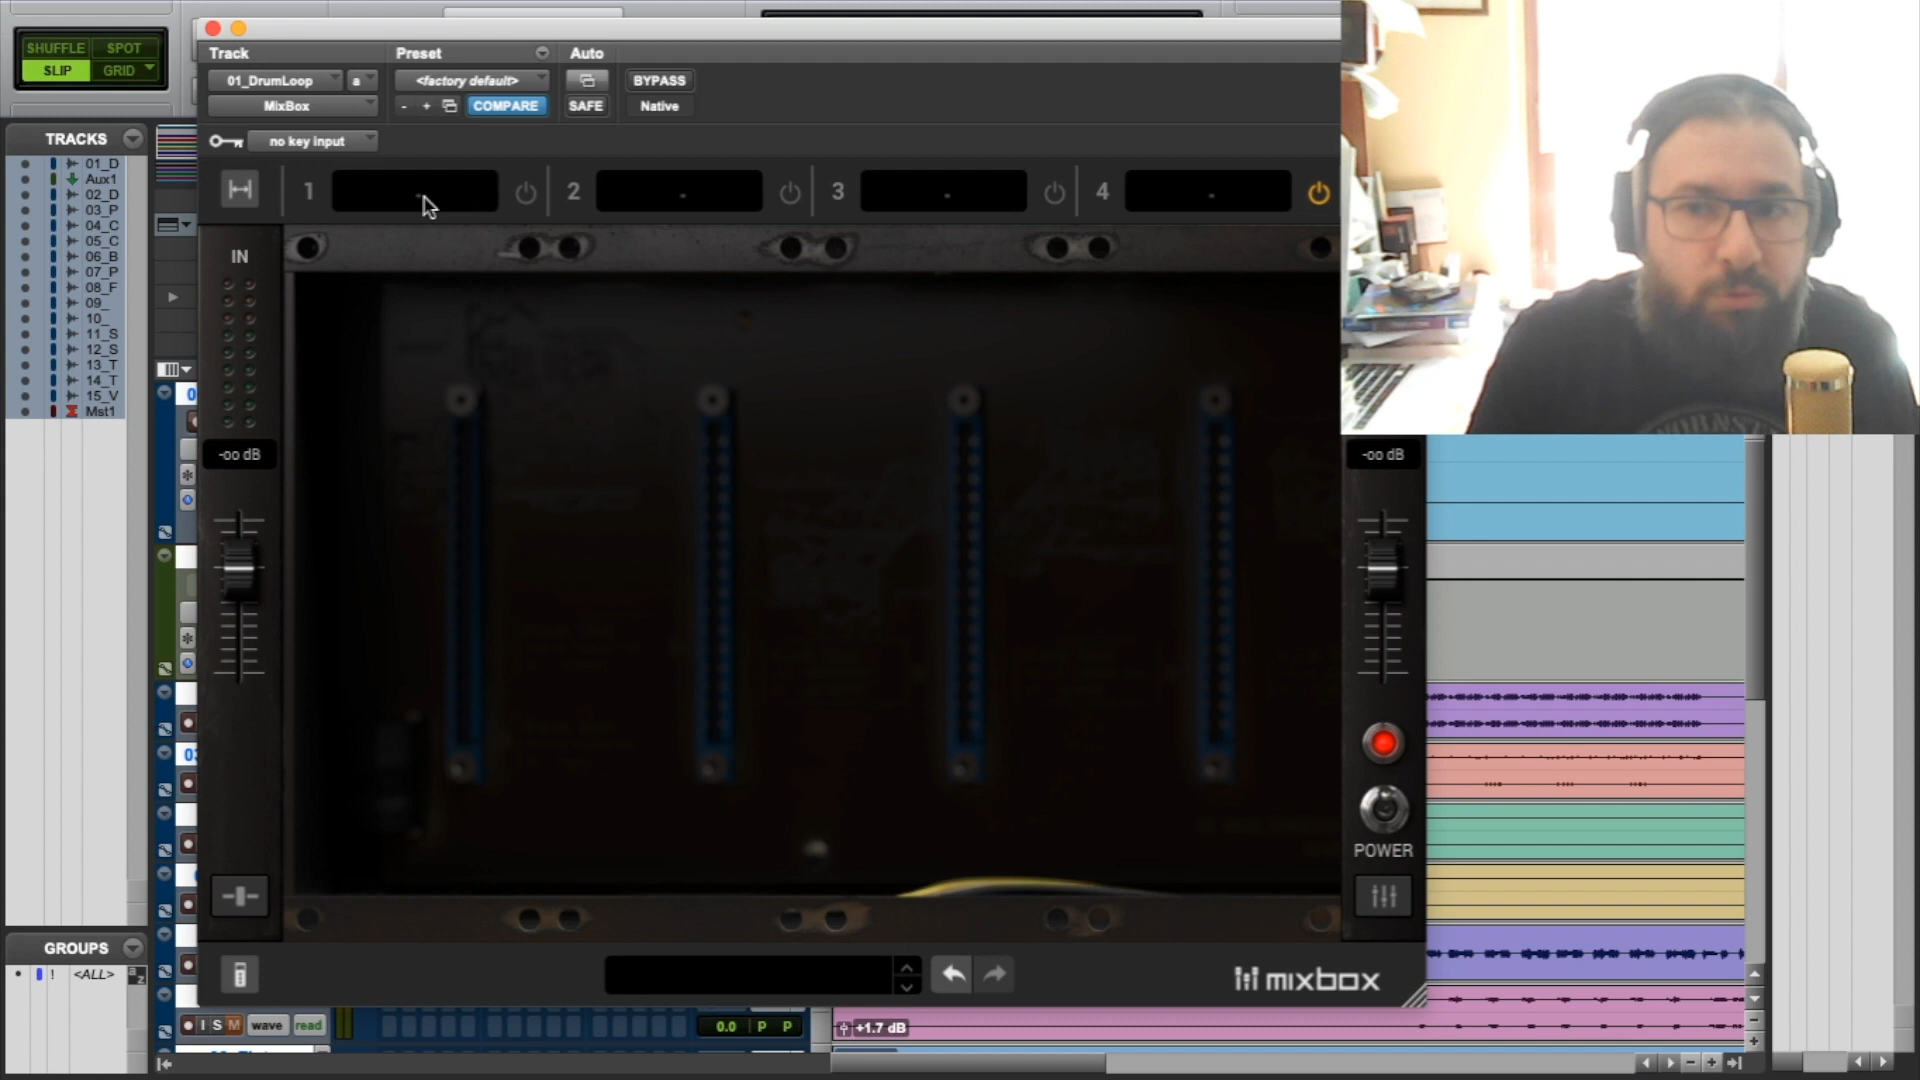 SHUFFLE SPOT
SLIP GRID
Track Preset Auto
01_DrumLoop a <factory default> BYPASS
MixBox - + COMPARE SAFE Native
no key input
1 - 2 - 3 - 4 -
TRACKS
01_D
Aux1
02_D
03_P
04_C
05_C
06_B
07_P
08_F
09_
10_
11_S
12_S
13_T
14_T
15_V
Mst1
IN
-oo dB
-oo dB
POWER
GROUPS
! <ALL> a z
mixbox
I S M wave read 0.0 P P +1.7 dB